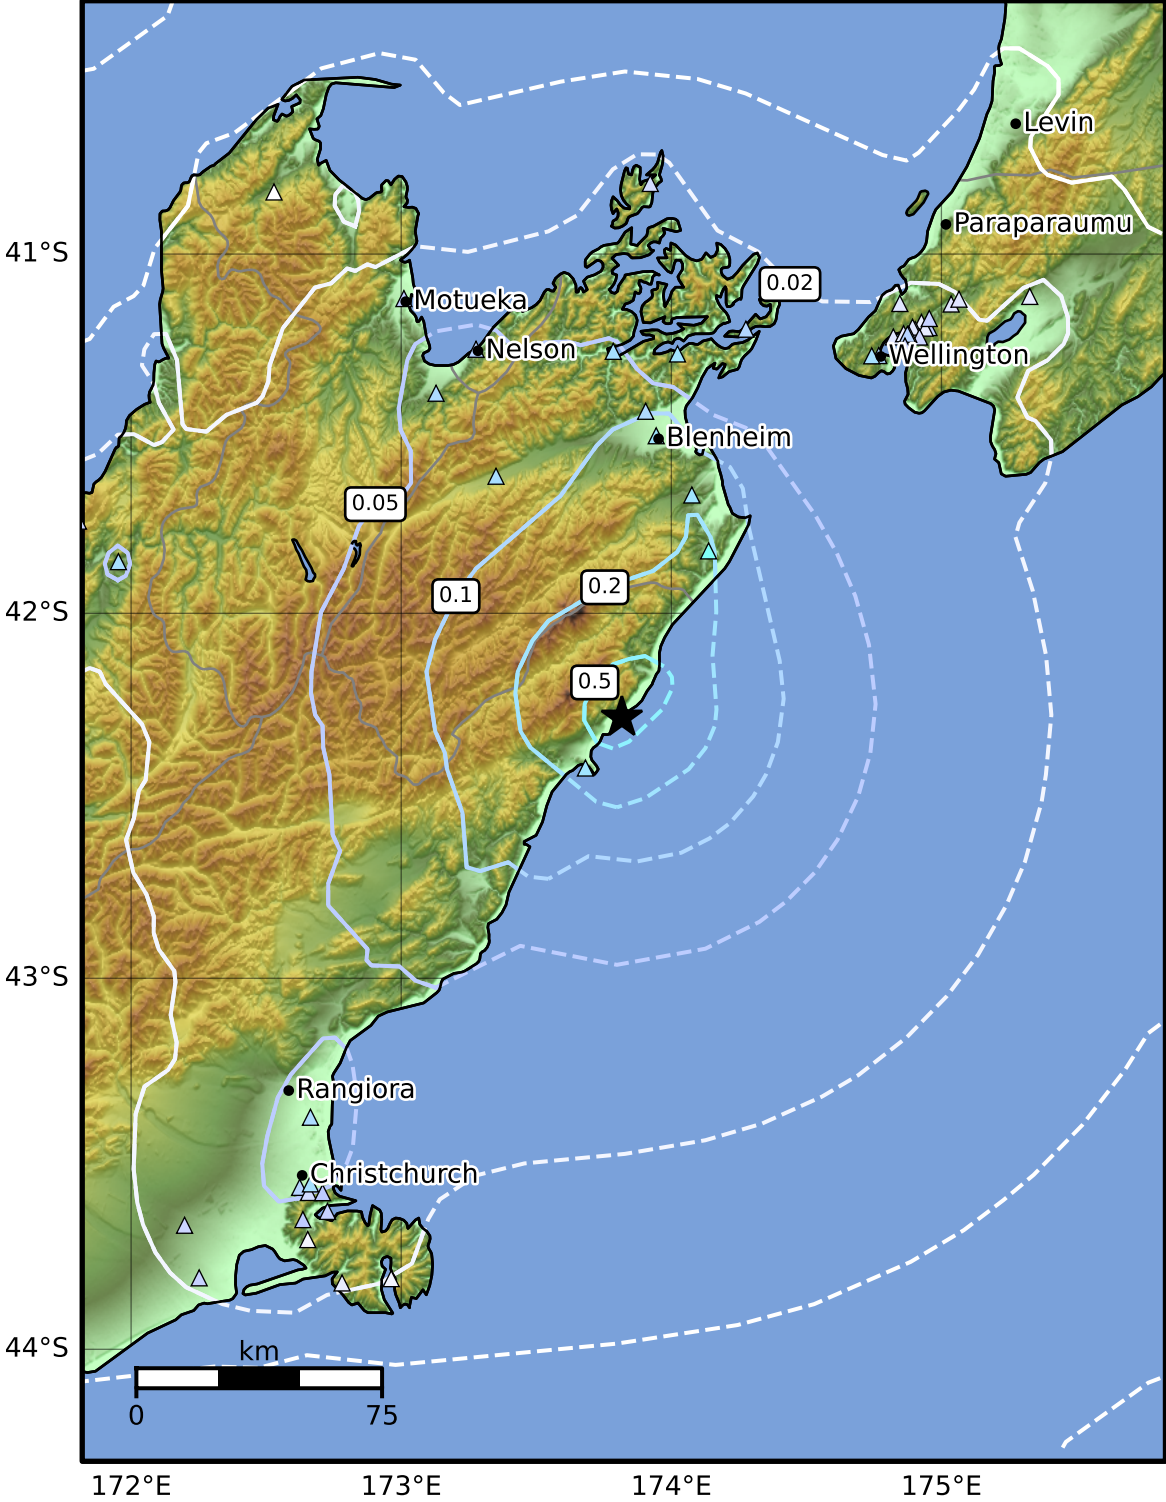 Levin
Paraparaumu
41°S
0.02
Motueka
Nelson
Wellington
Blenheim
0.05
0.1
0.2
42°S
0.5
43°S
Rangiora
Christchurch
44°S
km
0 75
172°E 173°E 174°E 175°E